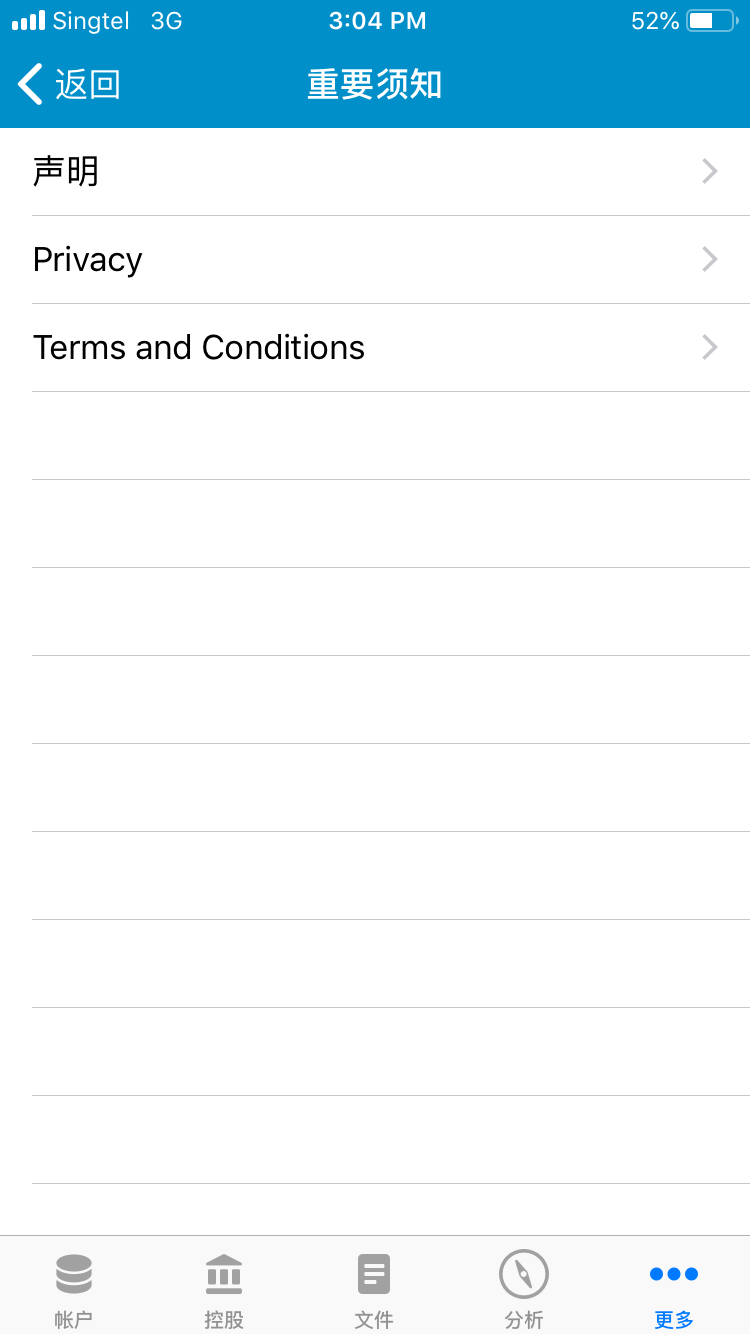 Singtel 3G 3:04 PM 52%
返回 重要须知
声明
Privacy
Terms and Conditions
帐户 控股 文件 分析 更多